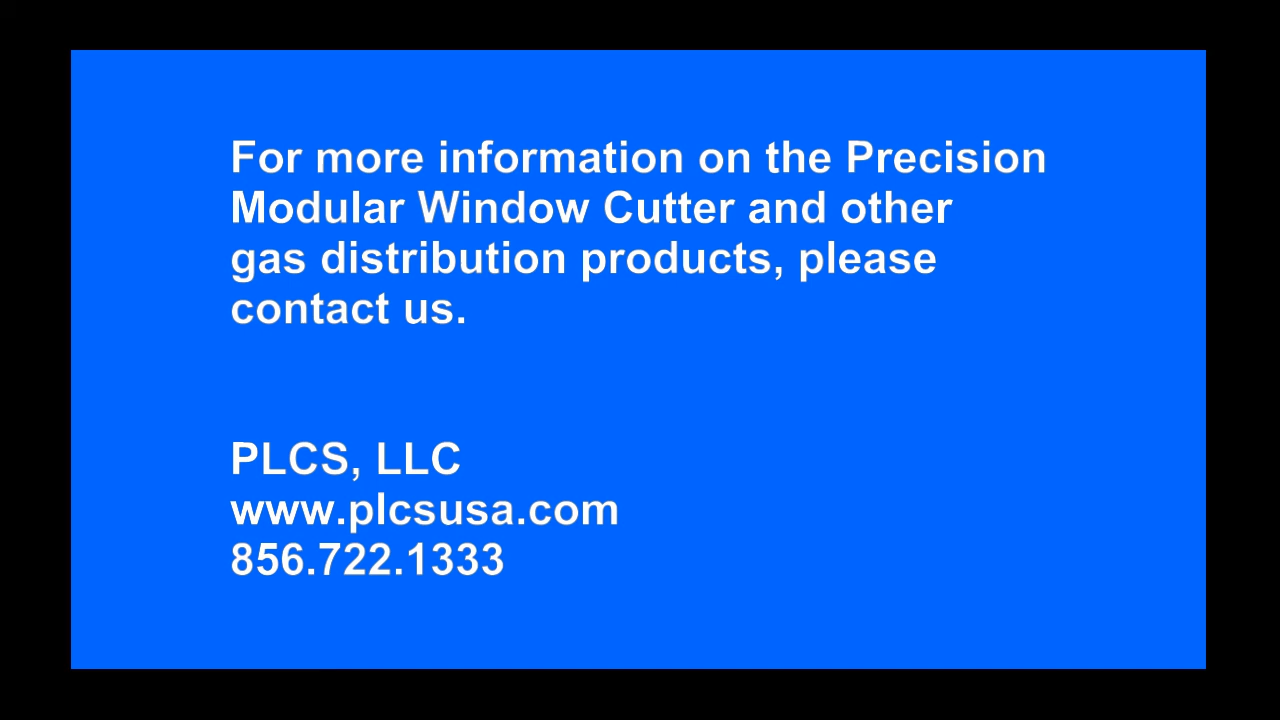 For more information on the Precision
Modular Window Cutter and other
gas distribution products, please
contact us.
PLCS, LLC
www.plcsusa.com
856.722.1333